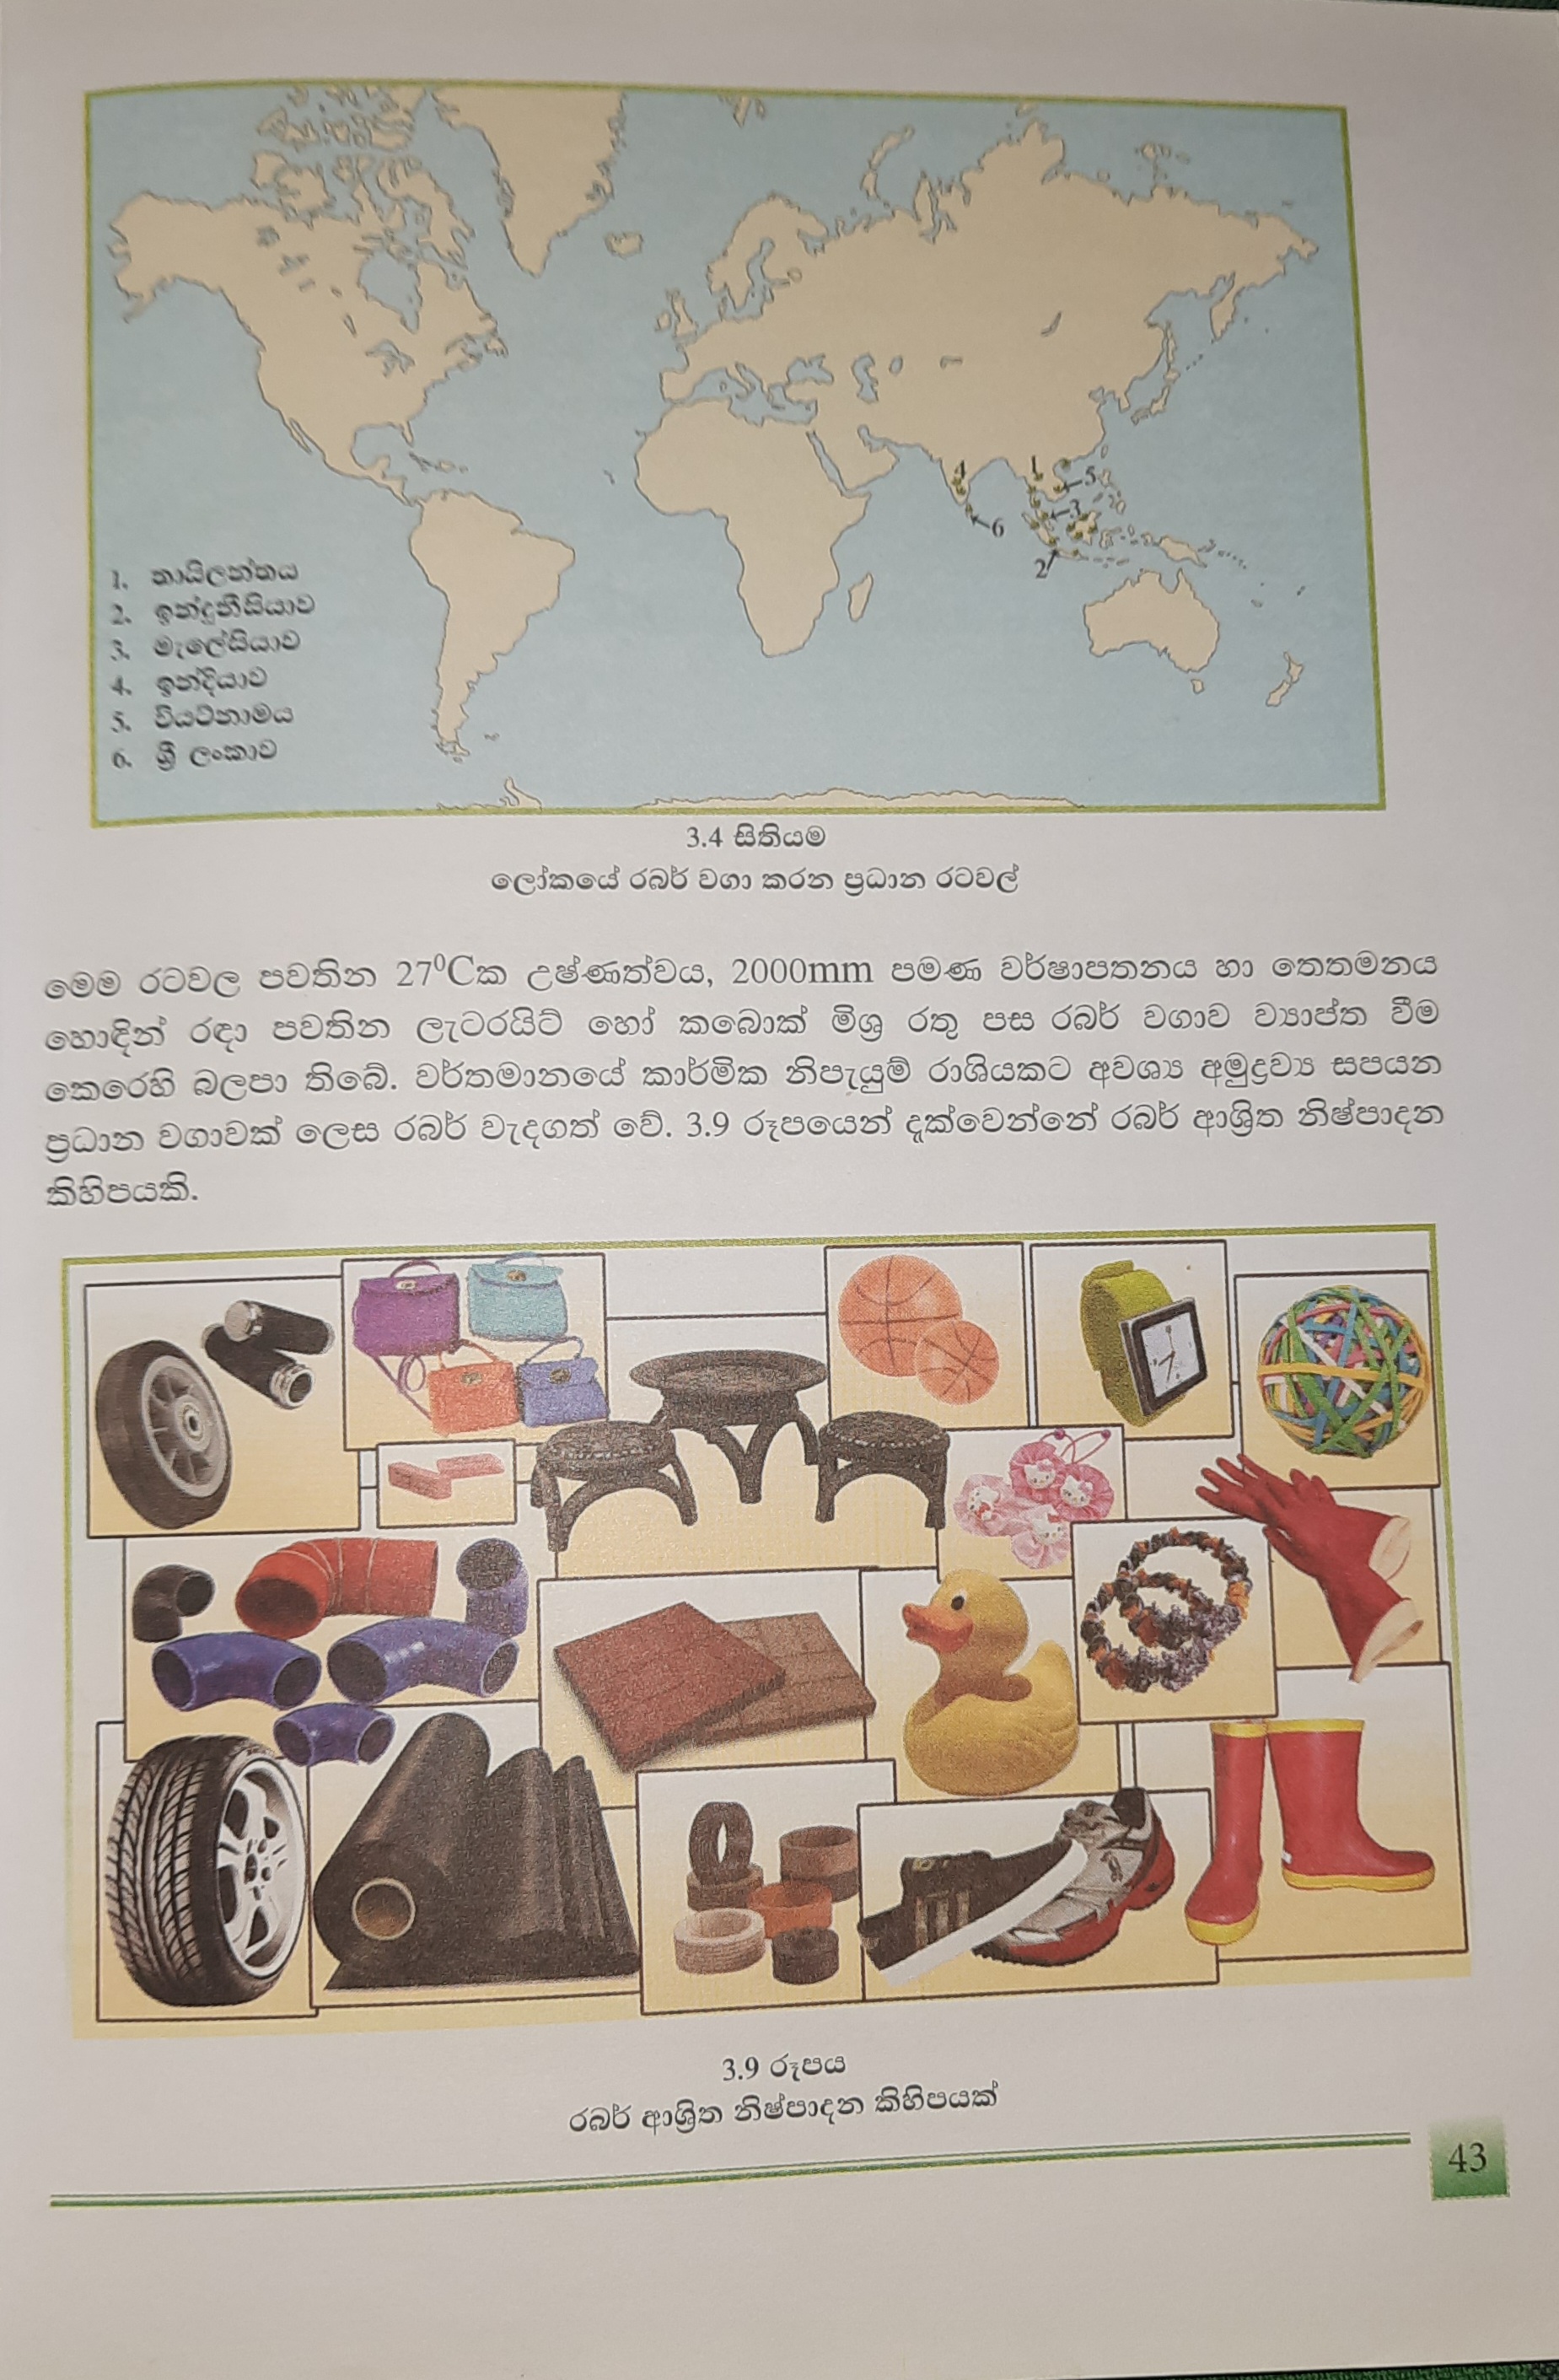 4
1
5
3
6
2
1. තායිලන්තය
2. ඉන්දුනීසියාව
3. මැලේසියාව
4. ඉන්දියාව
5. වියට්නාමය
6. ශ්‍රී ලංකාව
3.4 සිතියම
ලෝකයේ රබර් වගා කරන ප්‍රධාන රටවල්
මෙම රටවල පවතින 27⁰Cක උෂ්ණත්වය, 2000mm පමණ වර්ෂාපතනය හා තෙතමනය
හොඳින් රඳා පවතින ලැටරයිට් හෝ කබොක් මිශ්‍ර රතු පස රබර් වගාව ව්‍යාප්ත වීම
කෙරෙහි බලපා තිබේ. වර්තමානයේ කාර්මික නිපැයුම් රාශියකට අවශ්‍ය අමුද්‍රව්‍ය සපයන
ප්‍රධාන වගාවක් ලෙස රබර් වැදගත් වේ. 3.9 රූපයෙන් දැක්වෙන්නේ රබර් ආශ්‍රිත නිෂ්පාදන
කිහිපයකි.
3.9 රූපය
රබර් ආශ්‍රිත නිෂ්පාදන කිහිපයක්
43